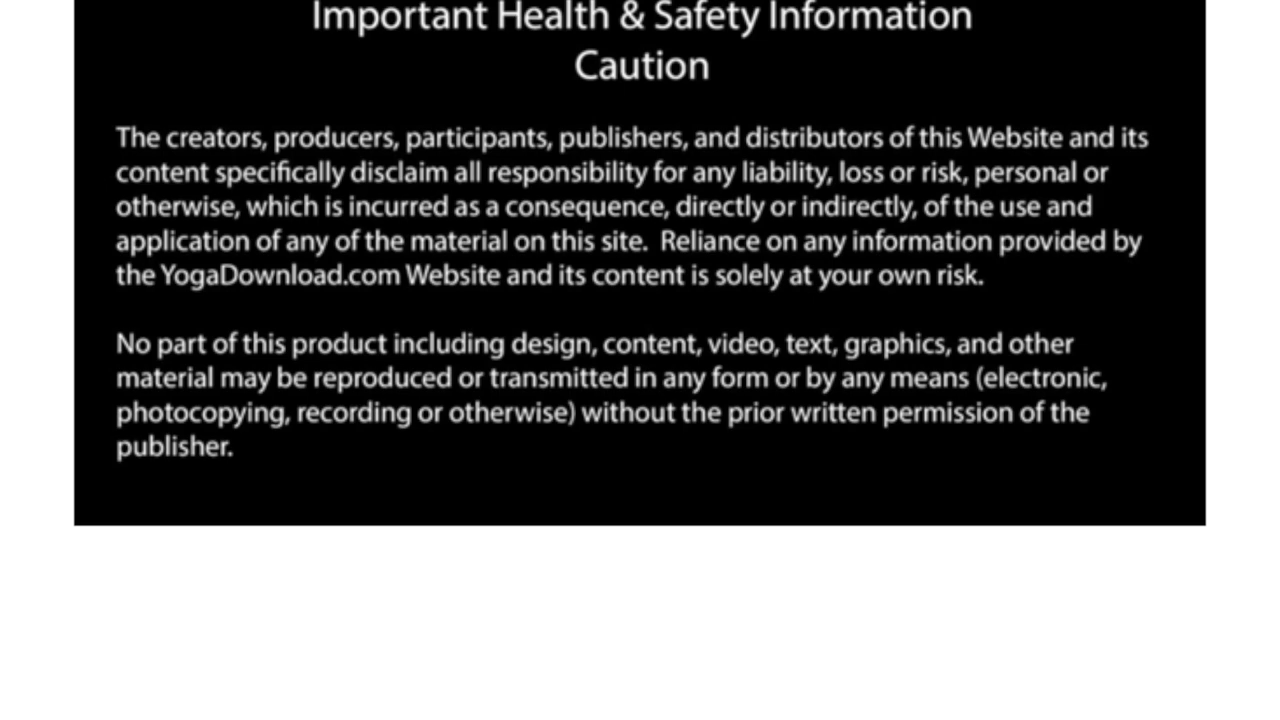 Important Health & Safety Information
Caution
The creators, producers, participants, publishers, and distributors of this Website and its
content specifically disclaim all responsibility for any liability, loss or risk, personal or
otherwise, which is incurred as a consequence, directly or indirectly, of the use and
application of any of the material on this site.  Reliance on any information provided by
the YogaDownload.com Website and its content is solely at your own risk.
No part of this product including design, content, video, text, graphics, and other
material may be reproduced or transmitted in any form or by any means (electronic,
photocopying, recording or otherwise) without the prior written permission of the
publisher.